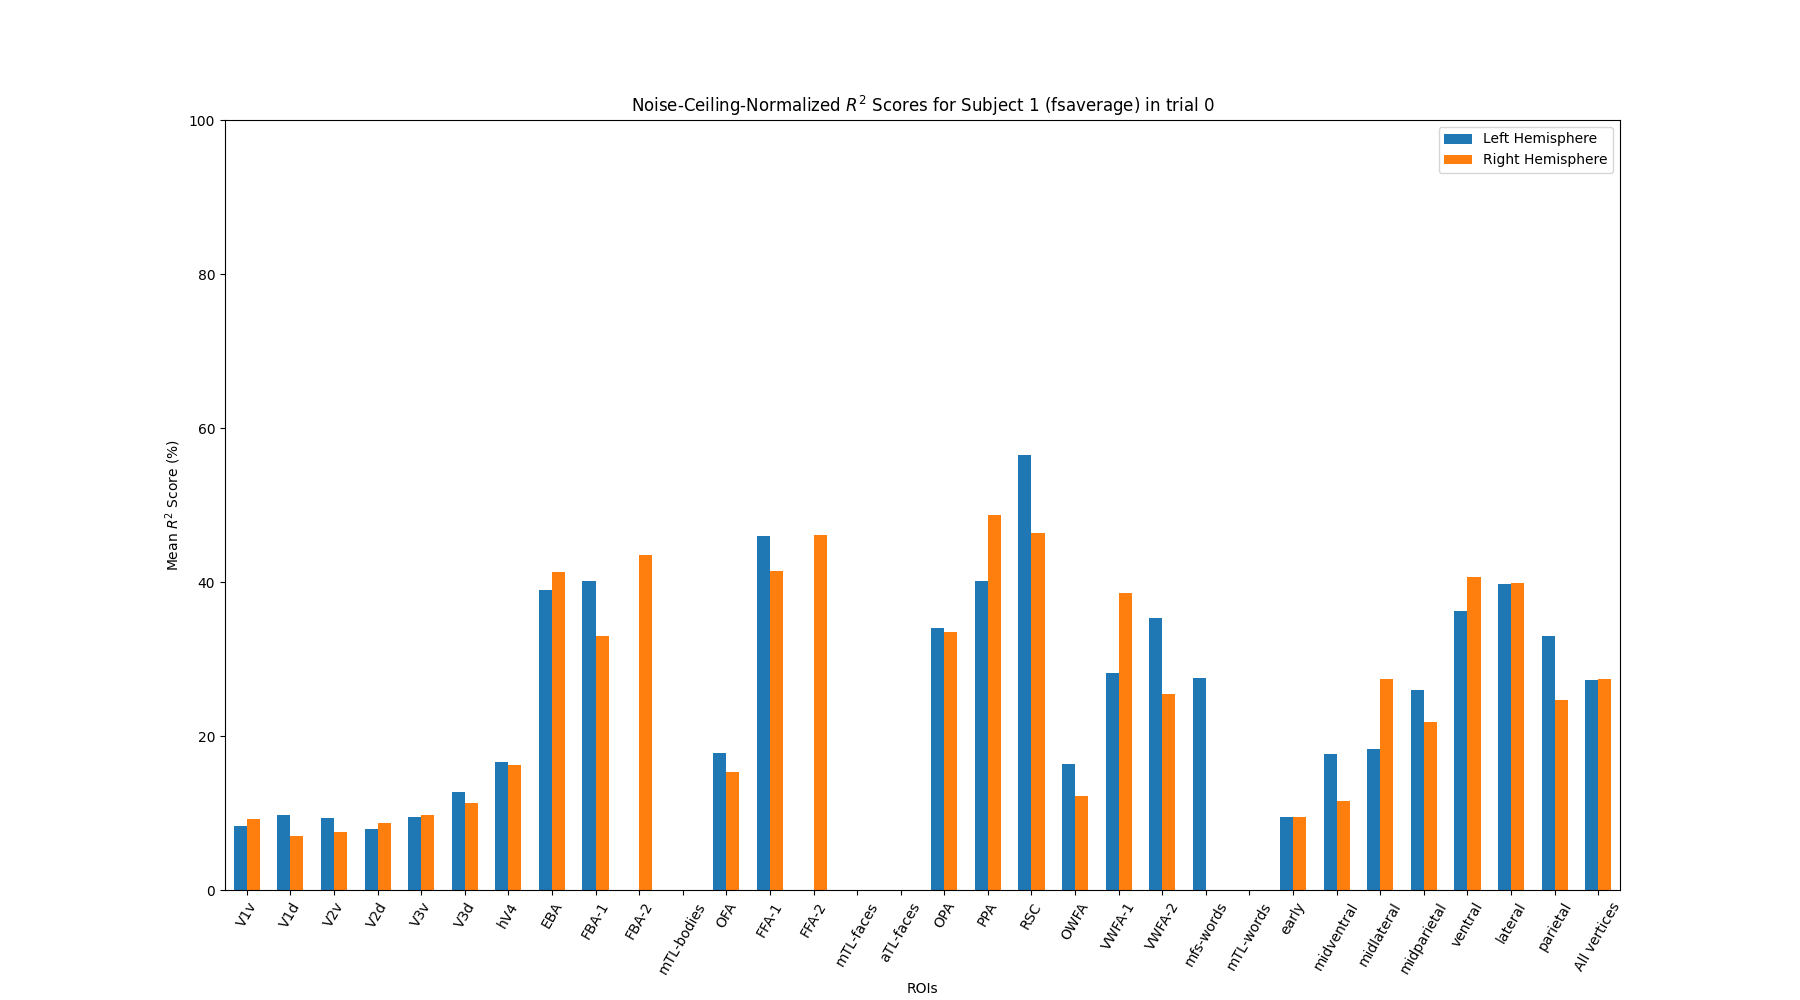 Noise-Ceiling-Normalized R² Scores for Subject 1 (fsaverage) in trial 0
Left Hemisphere
Right Hemisphere
Mean R² Score (%)
100
80
60
40
20
0
V1v
V1d
V2v
V2d
V3v
V3d
hV4
EBA
FBA-1
FBA-2
mTL-bodies
OFA
FFA-1
FFA-2
mTL-faces
aTL-faces
OPA
PPA
RSC
OWFA
VWFA-1
VWFA-2
mfs-words
mTL-words
early
midventral
midlateral
midparietal
ventral
lateral
parietal
All vertices
ROIs